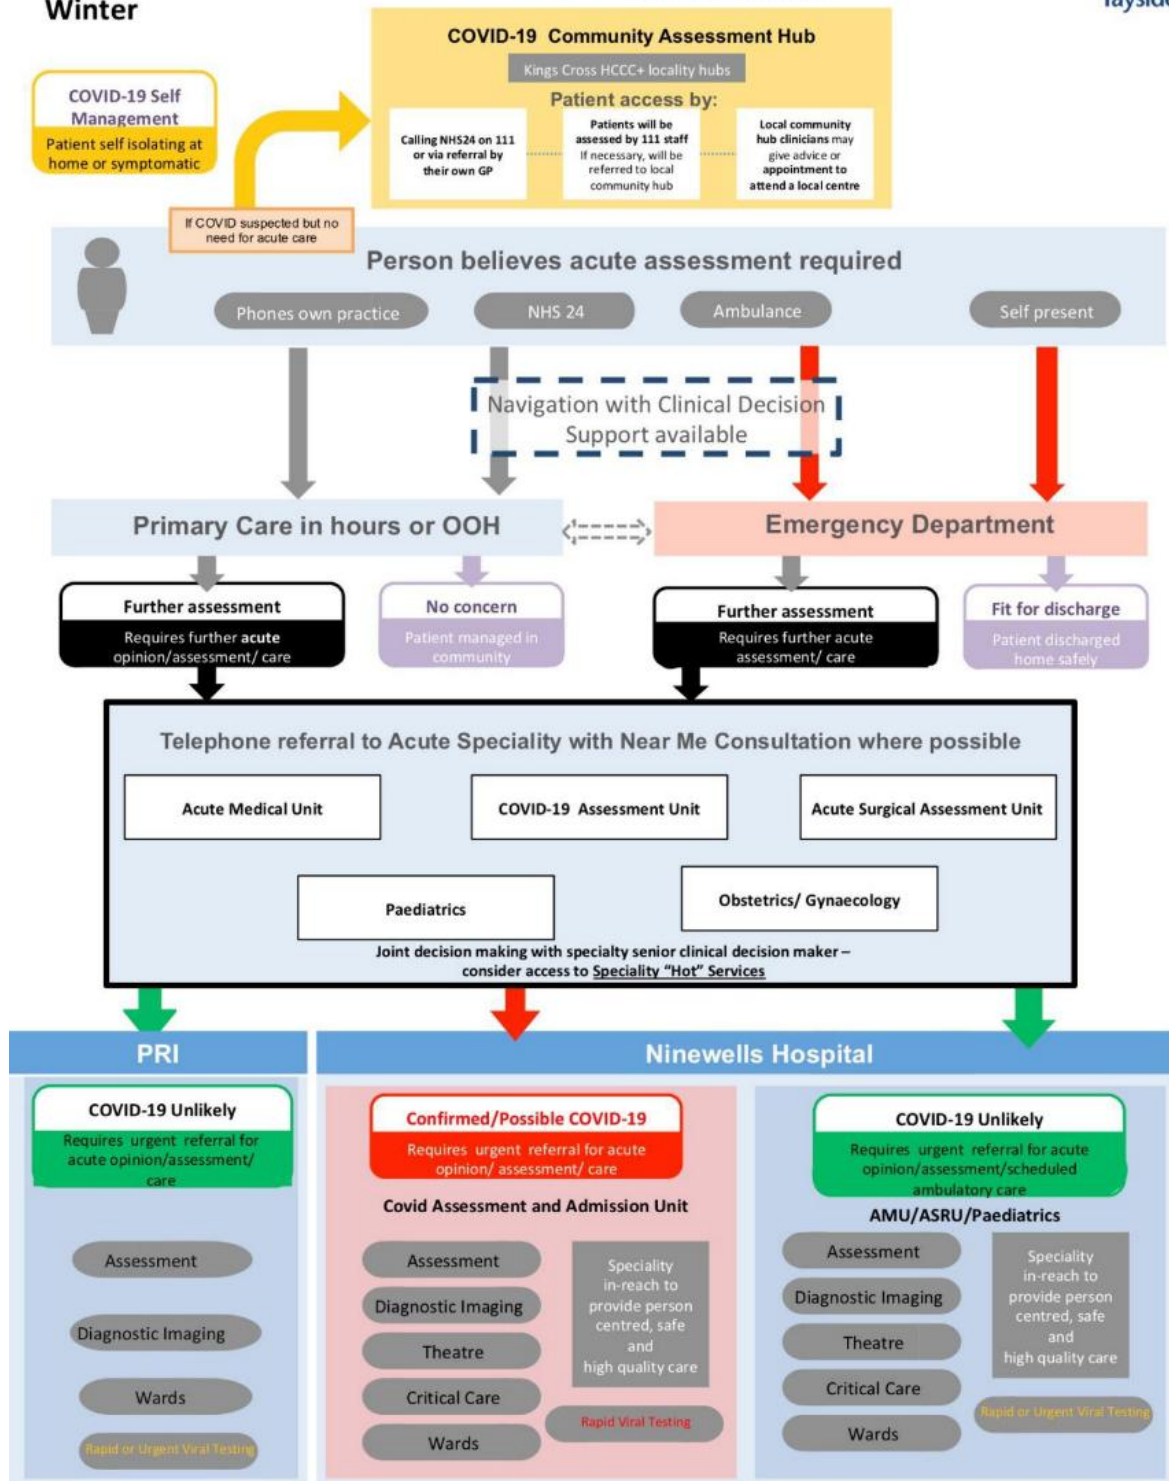 Winter
COVID-19 Community Assessment Hub
Kings Cross HCCC+ locality hubs
Patient access by:
Calling NHS24 on 111
or via referral by
their own GP
Patients will be
assessed by 111 staff
If necessary, will be
referred to local
community hub
Local community
hub clinicians may
give advice or
appointment to
attend a local centre
COVID-19 Self
Management
Patient self isolating at
home or symptomatic
If COVID suspected but no
need for acute care
Person believes acute assessment required
Phones own practice
NHS 24
Ambulance
Self present
Navigation with Clinical Decision
Support available
Primary Care in hours or OOH
Emergency Department
Further assessment
Requires further acute
opinion/assessment/ care
No concern
Patient managed in
community
Further assessment
Requires further acute
assessment/ care
Fit for discharge
Patient discharged
home safely
Telephone referral to Acute Speciality with Near Me Consultation where possible
Acute Medical Unit
COVID-19 Assessment Unit
Acute Surgical Assessment Unit
Paediatrics
Obstetrics/ Gynaecology
Joint decision making with specialty senior clinical decision maker –
consider access to Speciality “Hot” Services
PRI
COVID-19 Unlikely
Requires urgent referral for
acute opinion/assessment/
care
Assessment
Diagnostic Imaging
Wards
Rapid or Urgent Viral Testing
Ninewells Hospital
Confirmed/Possible COVID-19
Requires urgent referral for acute
opinion/ assessment/ care
Covid Assessment and Admission Unit
Assessment
Diagnostic Imaging
Theatre
Critical Care
Wards
Speciality
in-reach to
provide person
centred, safe
and
high quality care
Rapid Viral Testing
COVID-19 Unlikely
Requires urgent referral for acute
opinion/assessment/scheduled
ambulatory care
AMU/ASRU/Paediatrics
Assessment
Diagnostic Imaging
Theatre
Critical Care
Wards
Speciality
in-reach to
provide person
centred, safe
and
high quality care
Rapid or Urgent Viral Testing